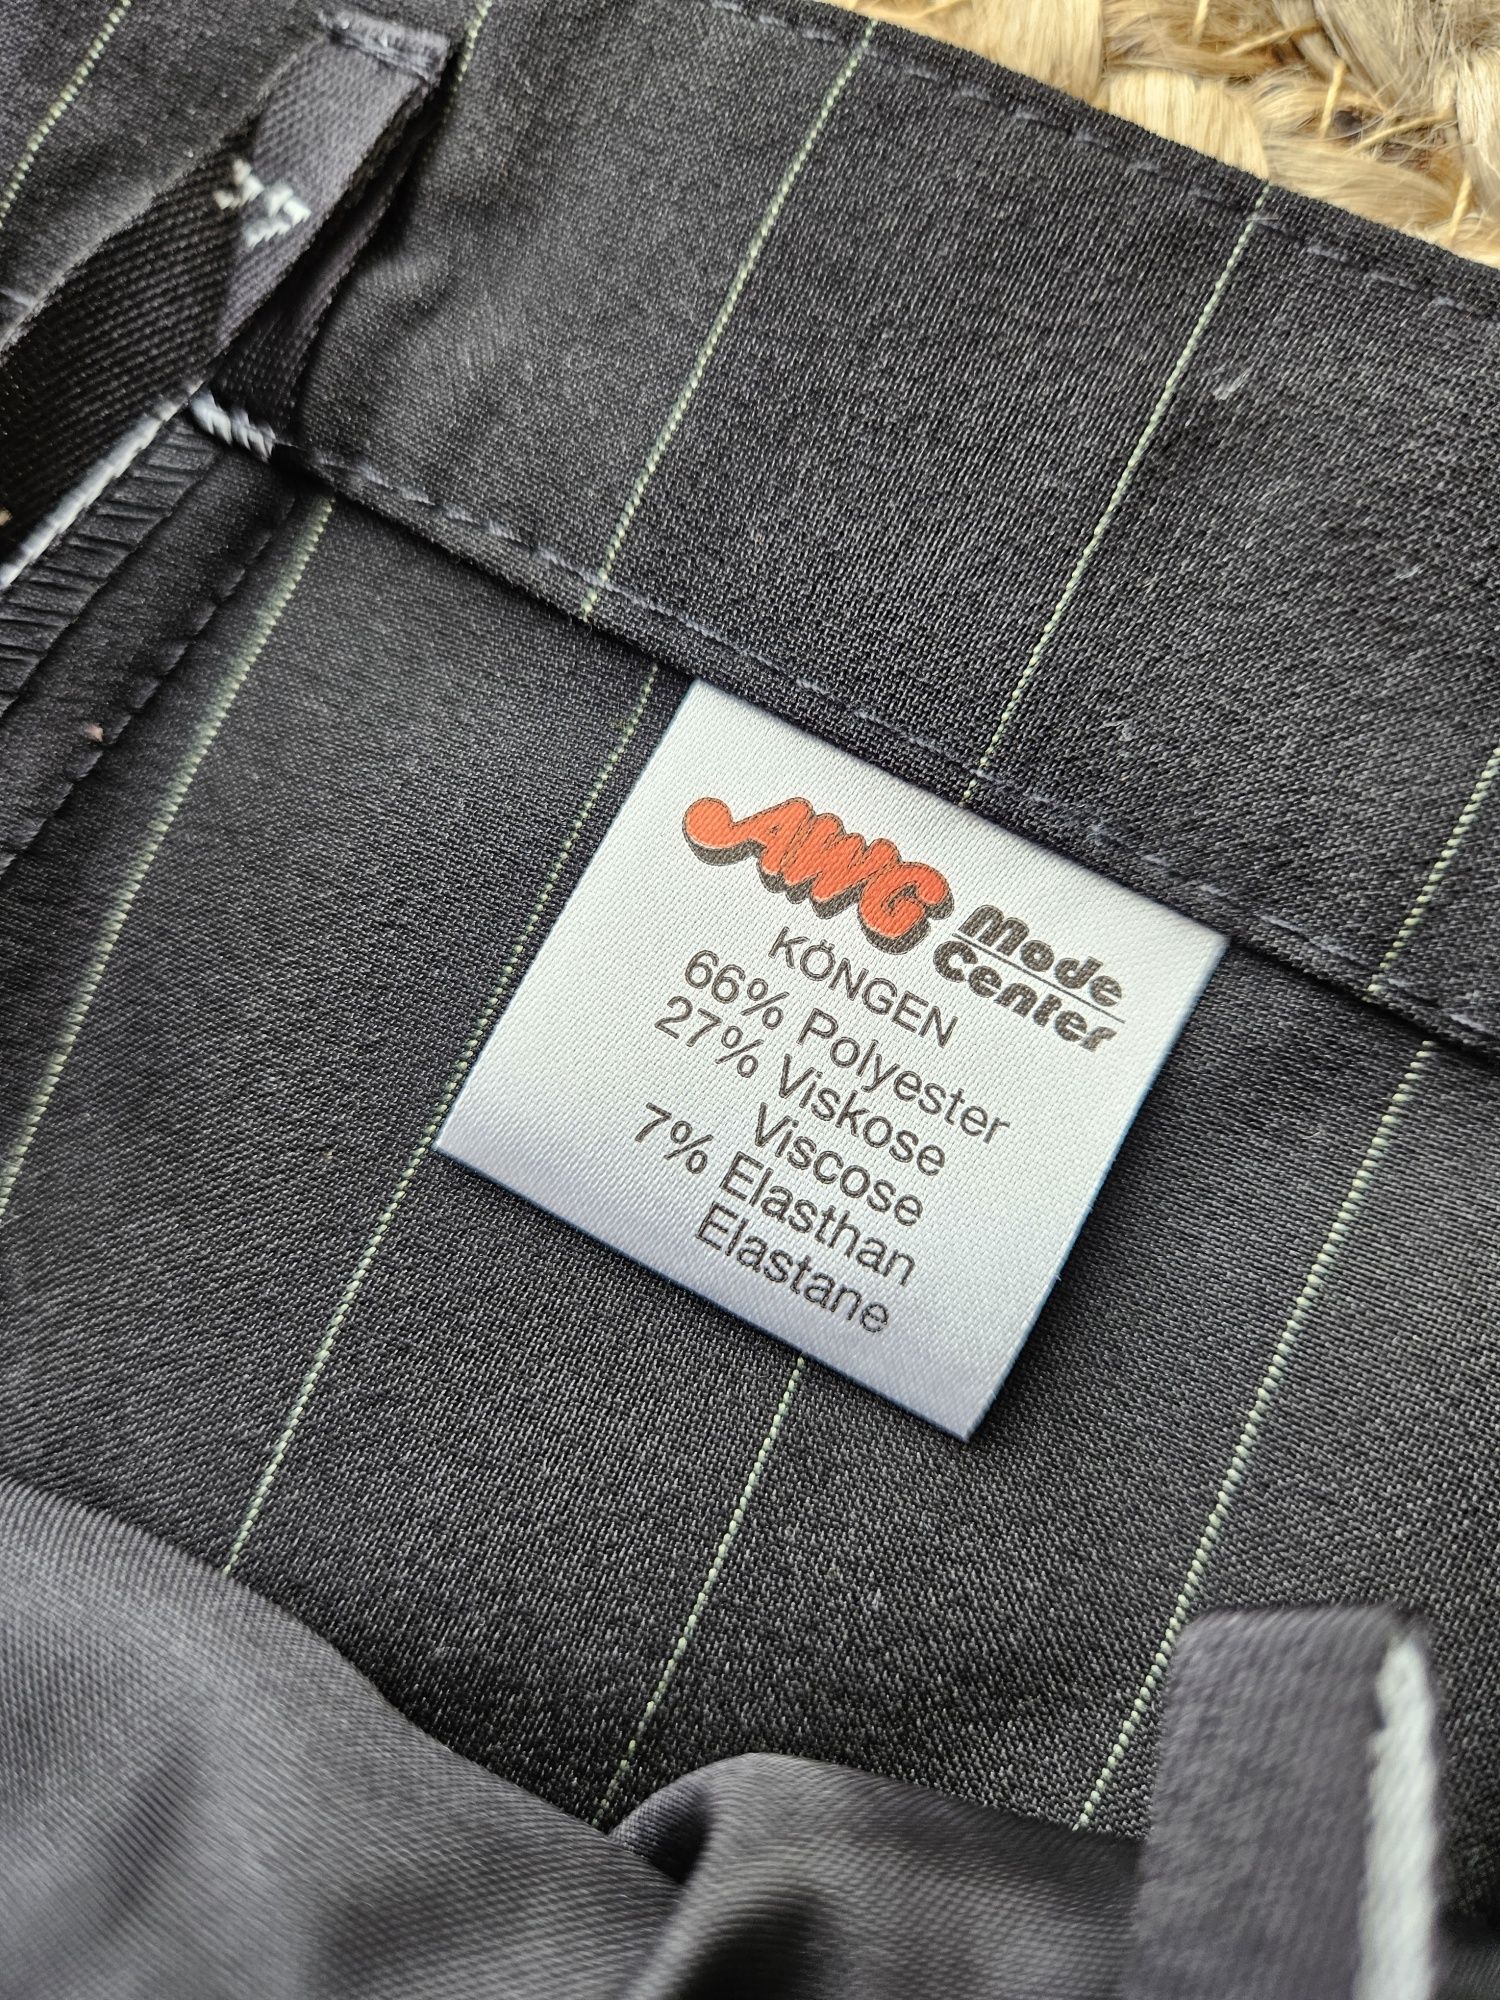 AWG Mode
Center
KÖNGEN
66% Polyester
27% Viskose
Viscose
7% Elasthan
Elastane